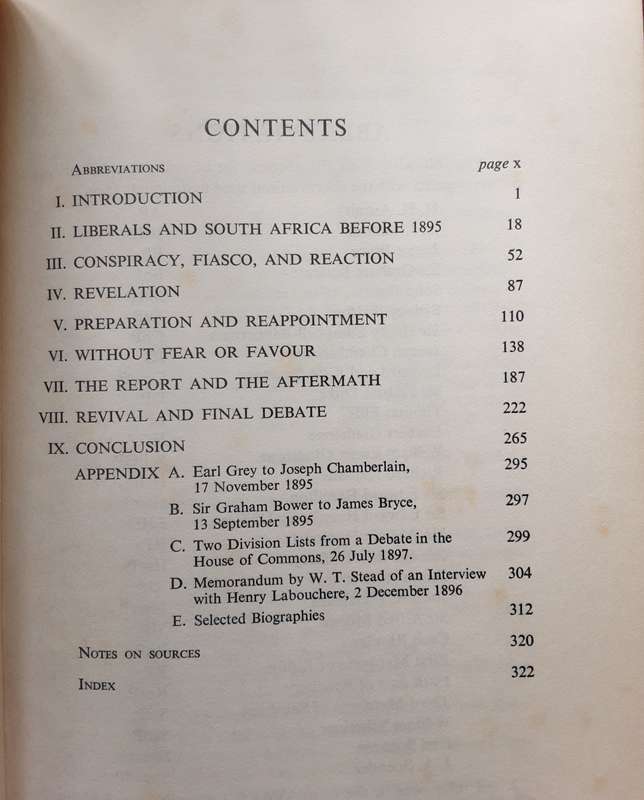 CONTENTS
Abbreviations page x
I. INTRODUCTION 1
II. LIBERALS AND SOUTH AFRICA BEFORE 1895 18
III. CONSPIRACY, FIASCO, AND REACTION 52
IV. REVELATION 87
V. PREPARATION AND REAPPOINTMENT 110
VI. WITHOUT FEAR OR FAVOUR 138
VII. THE REPORT AND THE AFTERMATH 187
VIII. REVIVAL AND FINAL DEBATE 222
IX. CONCLUSION 265
APPENDIX A. Earl Grey to Joseph Chamberlain, 295
17 November 1895
B. Sir Graham Bower to James Bryce, 297
13 September 1895
C. Two Division Lists from a Debate in the 299
House of Commons, 26 July 1897.
D. Memorandum by W. T. Stead of an Interview 304
with Henry Labouchere, 2 December 1896
E. Selected Biographies 312
Notes on sources 320
Index 322